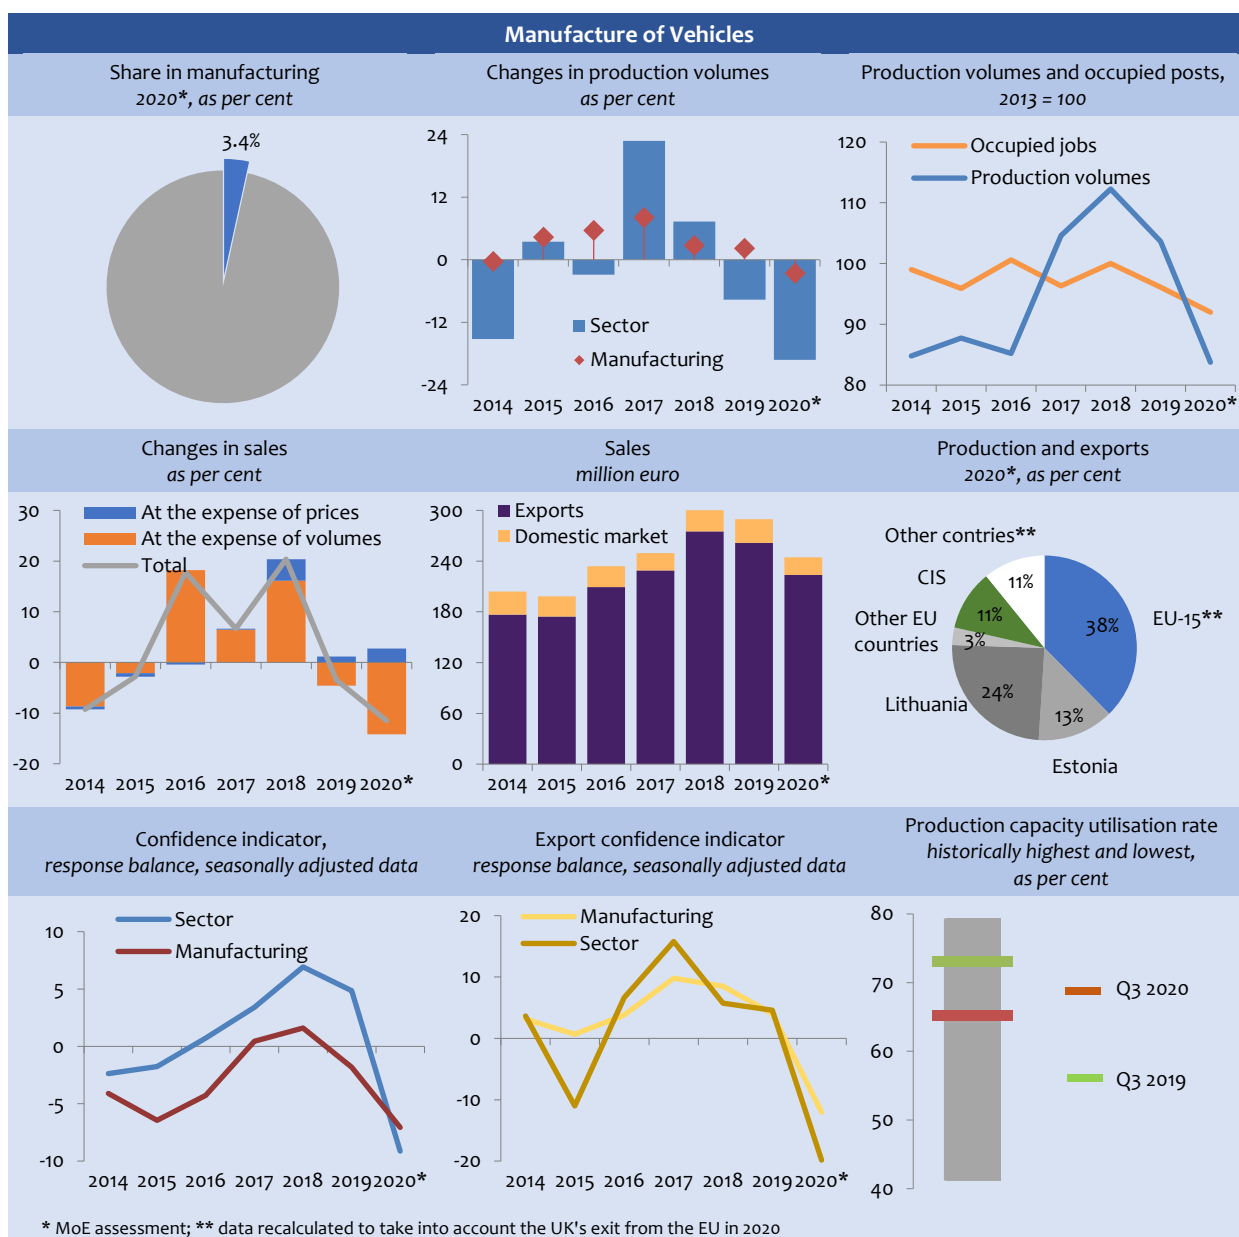 Manufacture of Vehicles
Share in manufacturing
2020*, as per cent
3.4%
Changes in production volumes
as per cent
24
12
0
-12
-24
Sector
Manufacturing
2014 2015 2016 2017 2018 2019 2020*
Production volumes and occupied posts,
2013 = 100
120
110
100
90
80
Occupied jobs
Production volumes
2014 2015 2016 2017 2018 2019 2020*
Changes in sales
as per cent
30
20
10
0
-10
-20
At the expense of prices
At the expense of volumes
Total
2014 2015 2016 2017 2018 2019 2020*
Sales
million euro
300
240
180
120
60
0
Exports
Domestic market
2014 2015 2016 2017 2018 2019 2020*
Production and exports
2020*, as per cent
Other contries**
CIS
11%
11%
38%
EU-15**
Other EU
countries
3%
Lithuania
24%
13%
Estonia
Confidence indicator,
response balance, seasonally adjusted data
10
5
0
-5
-10
Sector
Manufacturing
2014 2015 2016 2017 2018 2019 2020*
Export confidence indicator
response balance, seasonally adjusted data
20
10
0
-10
-20
Manufacturing
Sector
2014 2015 2016 2017 2018 2019 2020*
Production capacity utilisation rate
historically highest and lowest,
as per cent
80
70
60
50
40
Q3 2020
Q3 2019
* MoE assessment; ** data recalculated to take into account the UK's exit from the EU in 2020